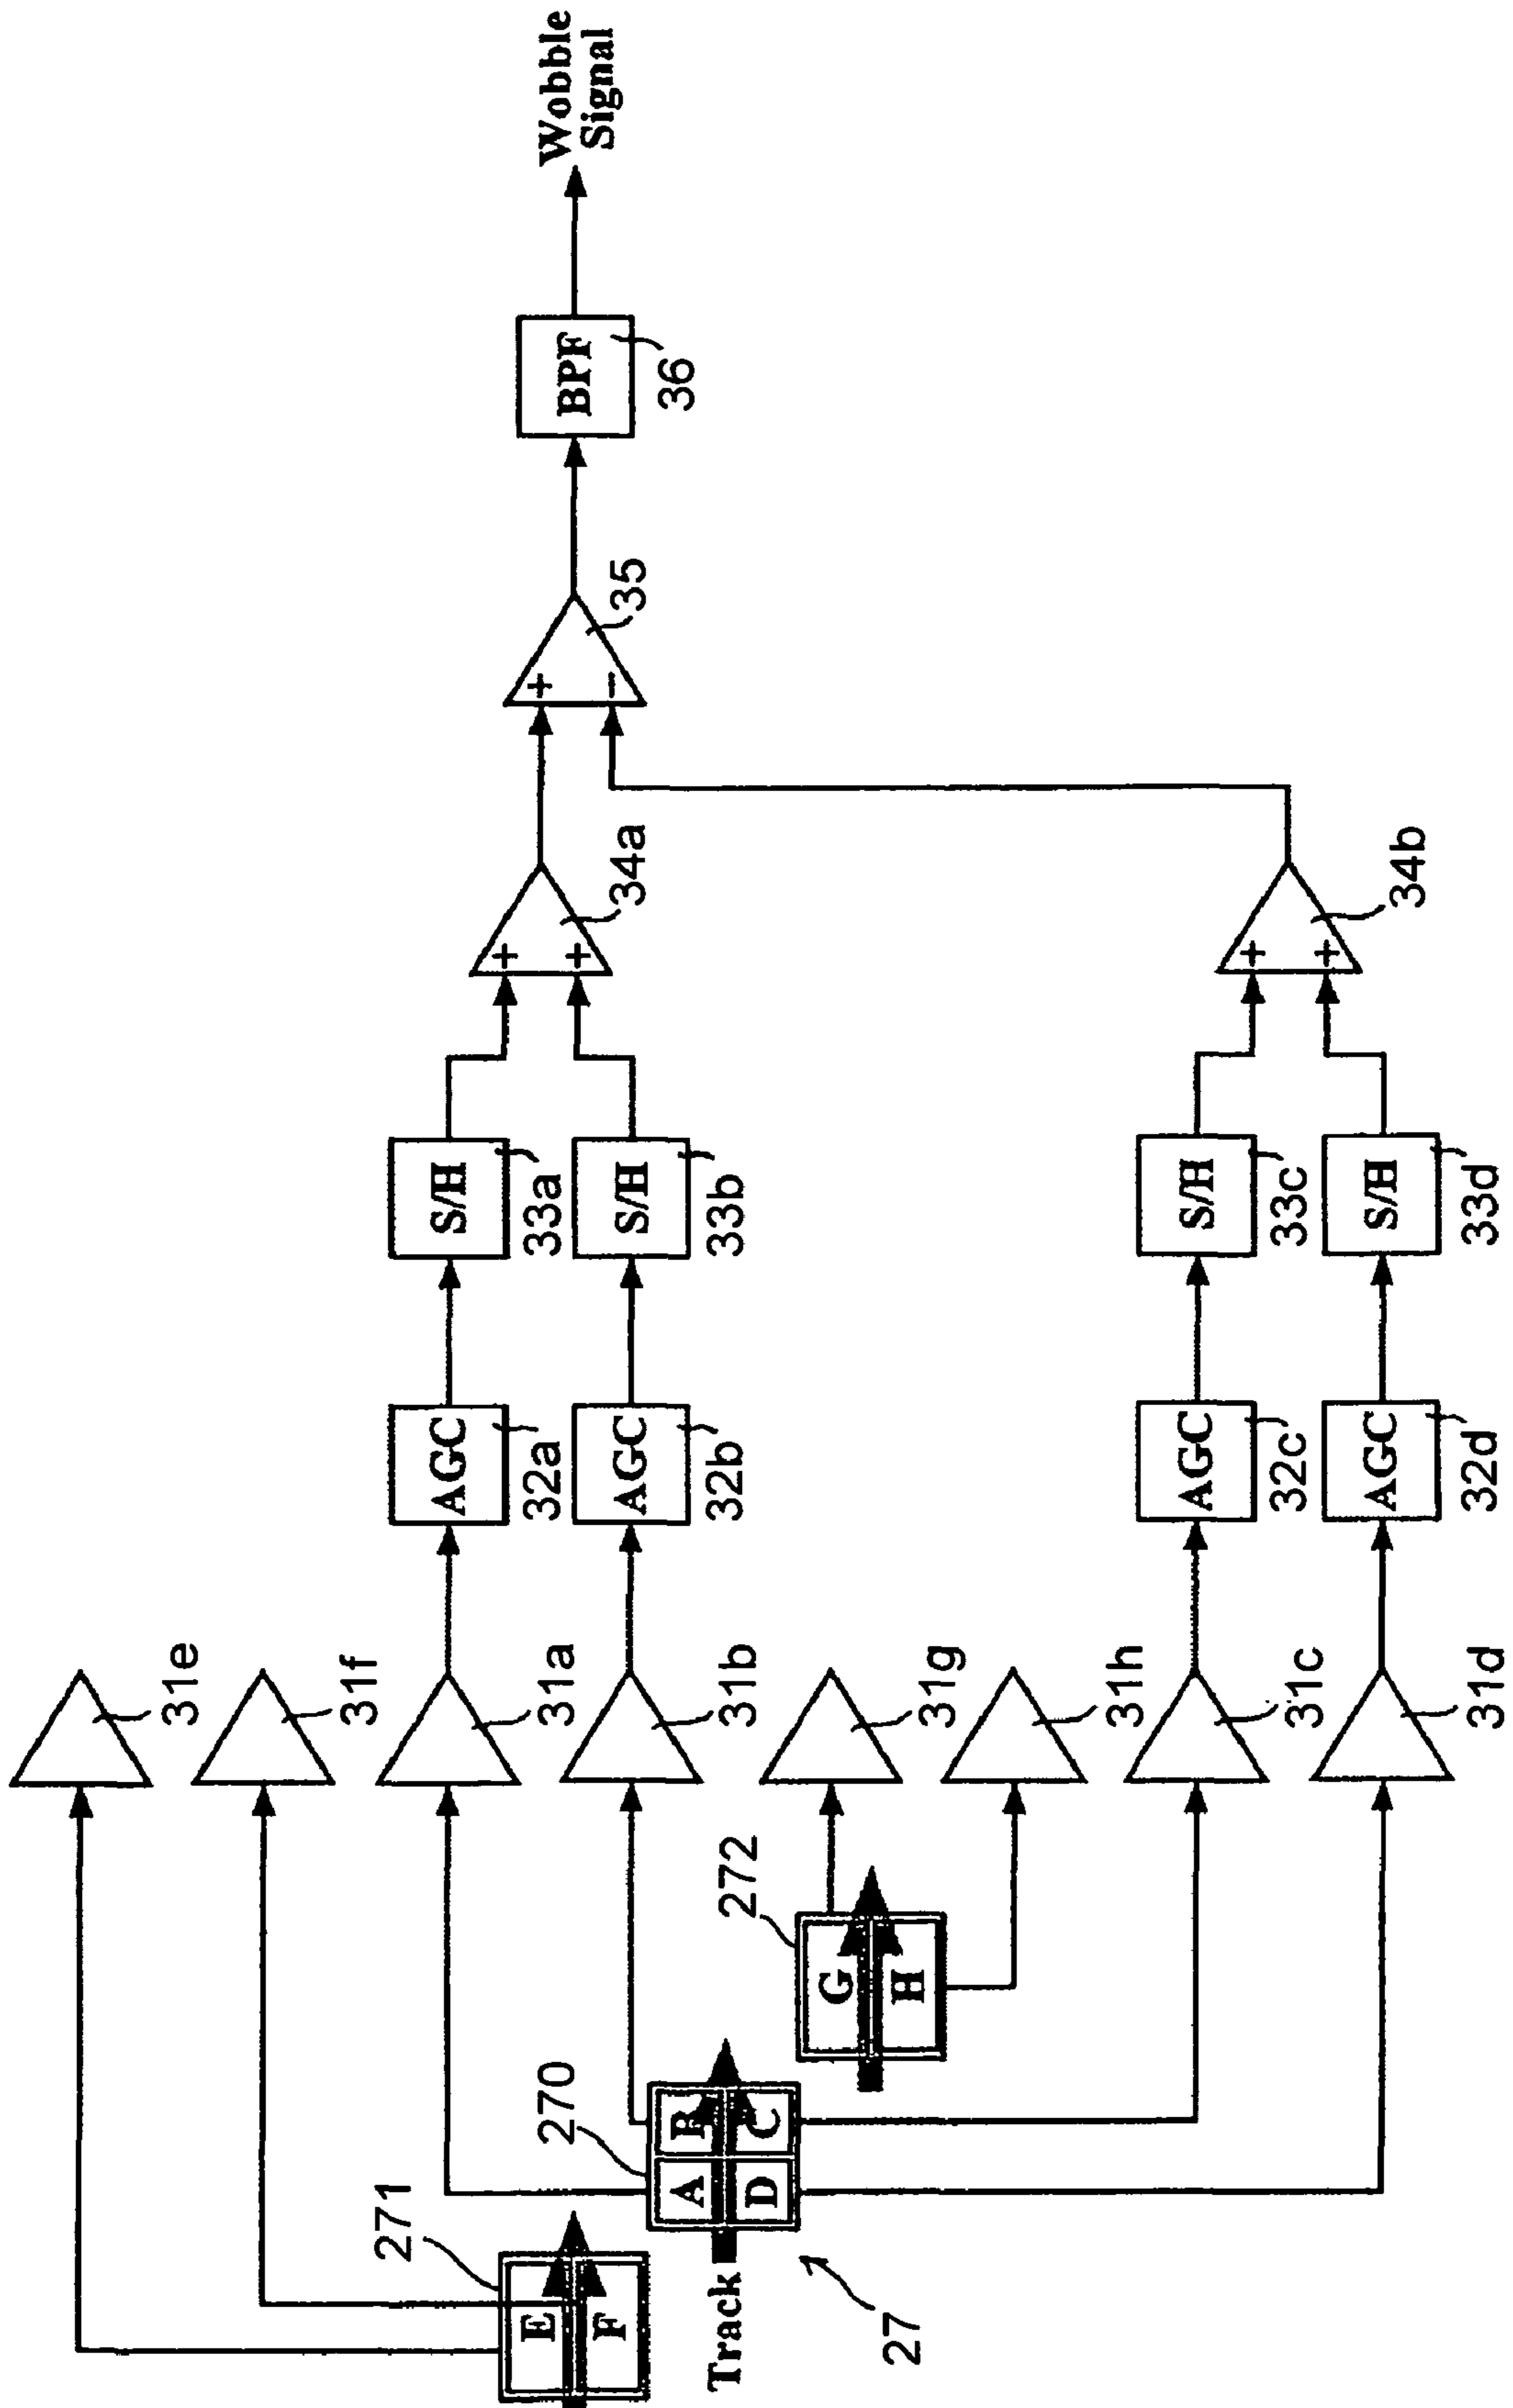 31e
31f
31a
31b
31g
31h
31c
31d
AGC
32a
AGC
32b
AGC
32c
AGC
32d
S/H
33a
S/H
33b
S/H
33c
S/H
33d
+
+
34a
+
+
34b
+
−
35
BPF
36
Wobble
Signal
271
E
F
270
A
B
D
C
272
G
H
Track
27